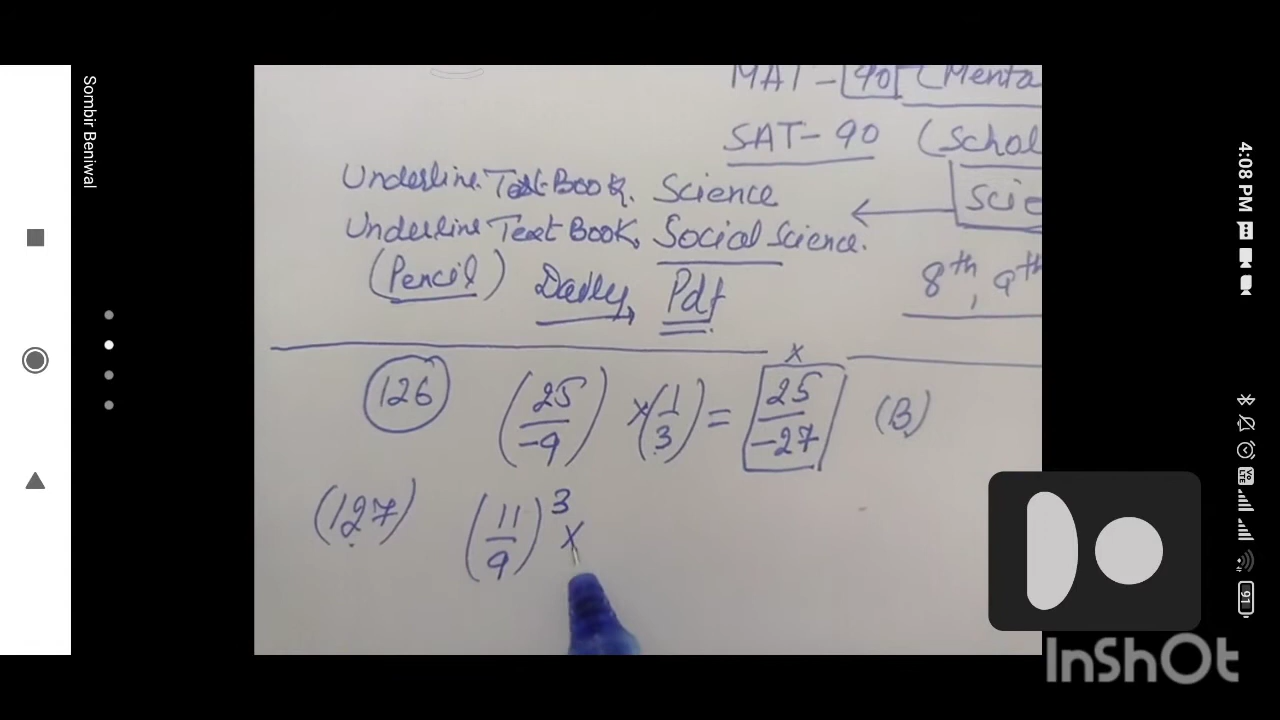 Sombir Beniwal
MAT - 90 (Menta
SAT- 90 (Schol
Underline Text Book. Science
Scie
Underline Text Book, Social Science.
(Pencil) Daily Pdf
8th, 9th
126 (25/-9) ×(1/3) = 25/-27 (B)
x
(127) (11/9)^3 ×
4:08 PM
91
InShOt